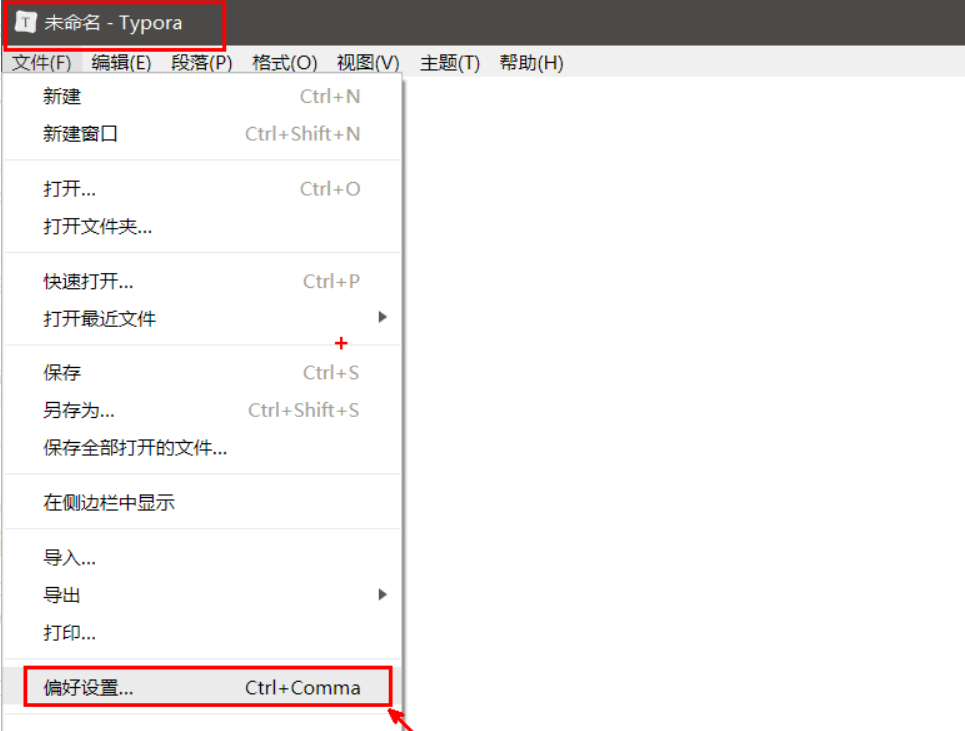 未命名 - Typora
文件(F) 编辑(E) 段落(P) 格式(O) 视图(V) 主题(T) 帮助(H)
新建 Ctrl+N
新建窗口 Ctrl+Shift+N
打开... Ctrl+O
打开文件夹...
快速打开... Ctrl+P
打开最近文件
保存 Ctrl+S
另存为... Ctrl+Shift+S
保存全部打开的文件...
在侧边栏中显示
导入...
导出
打印...
偏好设置... Ctrl+Comma